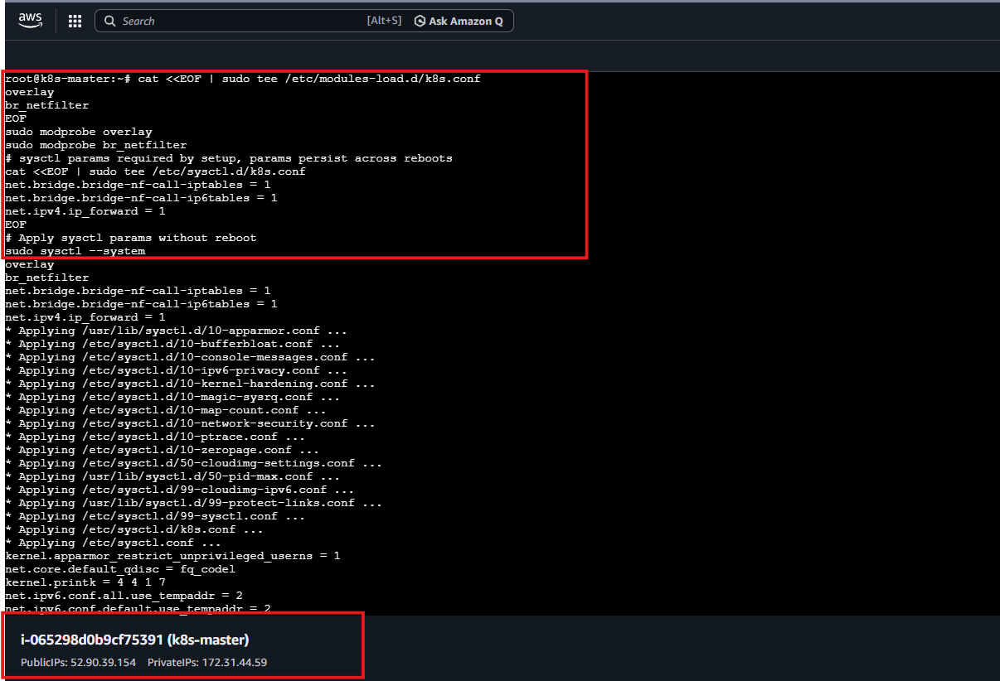 aws
Search [Alt+S] Ask Amazon Q
root@k8s-master:~# cat <<EOF | sudo tee /etc/modules-load.d/k8s.conf
overlay
br_netfilter
EOF
sudo modprobe overlay
sudo modprobe br_netfilter
# sysctl params required by setup, params persist across reboots
cat <<EOF | sudo tee /etc/sysctl.d/k8s.conf
net.bridge.bridge-nf-call-iptables = 1
net.bridge.bridge-nf-call-ip6tables = 1
net.ipv4.ip_forward = 1
EOF
# Apply sysctl params without reboot
sudo sysctl --system
overlay
br_netfilter
net.bridge.bridge-nf-call-iptables = 1
net.bridge.bridge-nf-call-ip6tables = 1
net.ipv4.ip_forward = 1
* Applying /usr/lib/sysctl.d/10-apparmor.conf ...
* Applying /etc/sysctl.d/10-bufferbloat.conf ...
* Applying /etc/sysctl.d/10-console-messages.conf ...
* Applying /etc/sysctl.d/10-ipv6-privacy.conf ...
* Applying /etc/sysctl.d/10-kernel-hardening.conf ...
* Applying /etc/sysctl.d/10-magic-sysrq.conf ...
* Applying /etc/sysctl.d/10-map-count.conf ...
* Applying /etc/sysctl.d/10-network-security.conf ...
* Applying /etc/sysctl.d/10-ptrace.conf ...
* Applying /etc/sysctl.d/10-zeropage.conf ...
* Applying /etc/sysctl.d/50-cloudimg-settings.conf ...
* Applying /usr/lib/sysctl.d/50-pid-max.conf ...
* Applying /etc/sysctl.d/99-cloudimg-ipv6.conf ...
* Applying /usr/lib/sysctl.d/99-protect-links.conf ...
* Applying /etc/sysctl.d/99-sysctl.conf ...
* Applying /etc/sysctl.d/k8s.conf ...
* Applying /etc/sysctl.conf ...
kernel.apparmor_restrict_unprivileged_userns = 1
net.core.default_qdisc = fq_codel
kernel.printk = 4 4 1 7
net.ipv6.conf.all.use_tempaddr = 2
net.ipv6.conf.default.use_tempaddr = 2
i-065298d0b9cf75391 (k8s-master)
PublicIPs: 52.90.39.154 PrivateIPs: 172.31.44.59